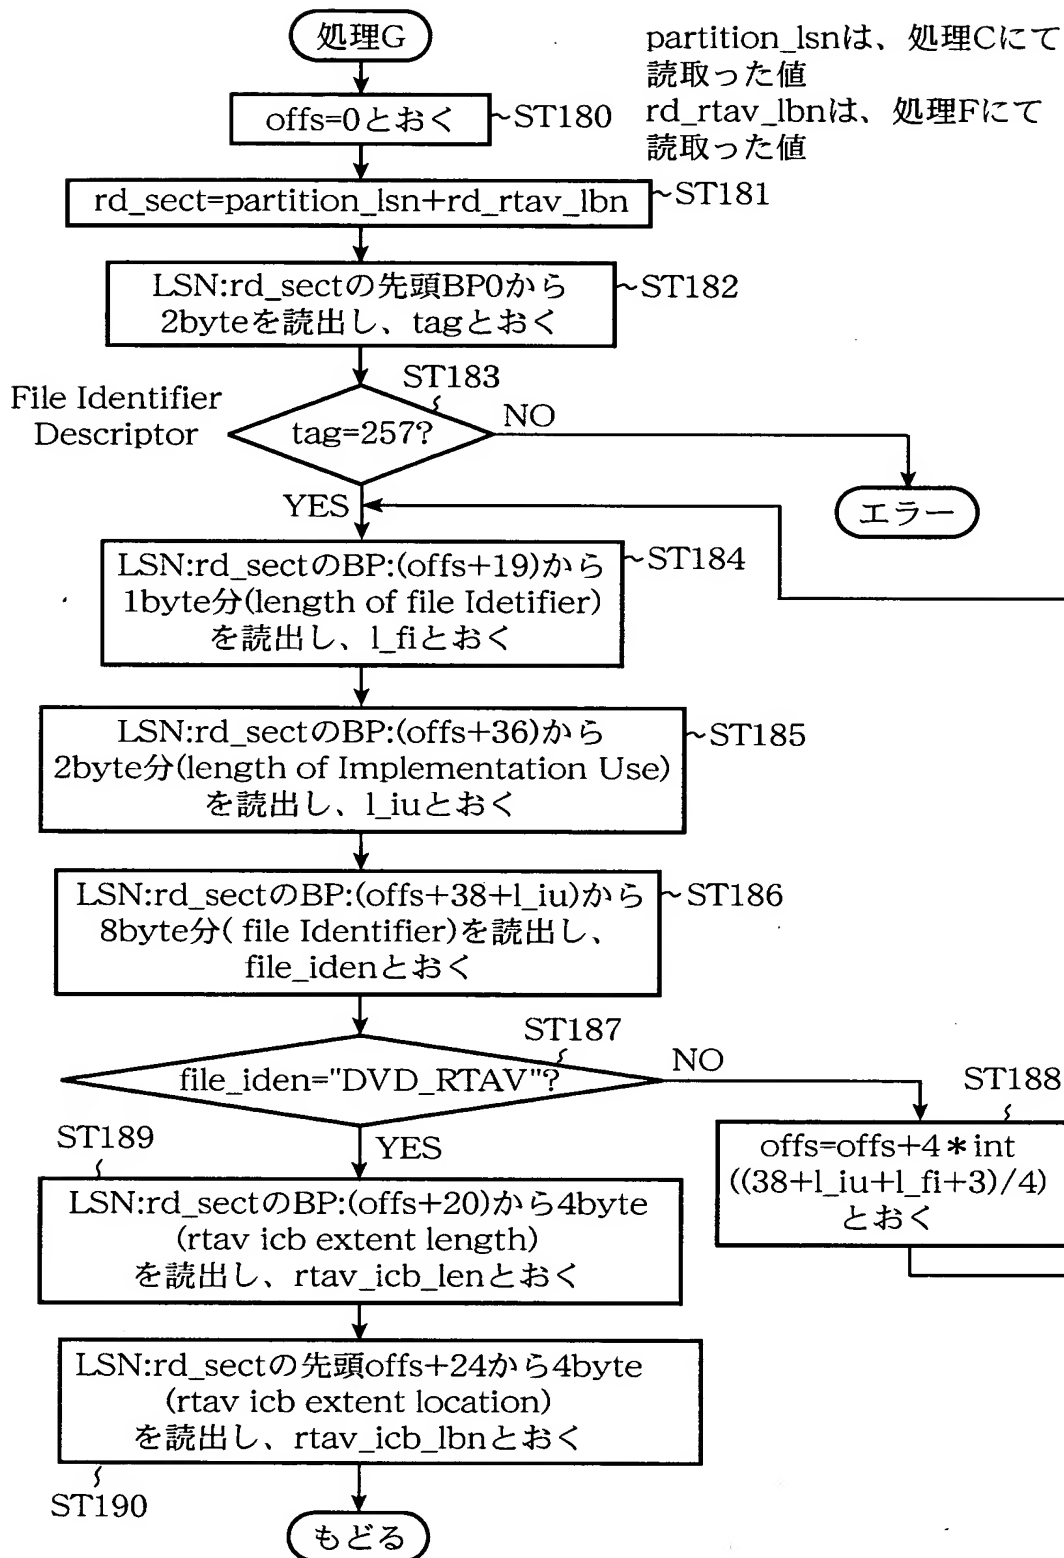 処理G
partition_lsnは、処理Cにて
読取った値
rd_rtav_lbnは、処理Fにて
読取った値
offs=0とおく
~ST180
rd_sect=partition_lsn+rd_rtav_lbn
~ST181
LSN:rd_sectの先頭BP0から
2byteを読出し、tagとおく
~ST182
File Identifier
Descriptor
ST183
tag=257?
NO
エラー
YES
LSN:rd_sectのBP:(offs+19)から
1byte分(length of file Idetifier)
を読出し、l_fiとおく
~ST184
LSN:rd_sectのBP:(offs+36)から
2byte分(length of Implementation Use)
を読出し、l_iuとおく
~ST185
LSN:rd_sectのBP:(offs+38+l_iu)から
8byte分( file Identifier)を読出し、
file_idenとおく
~ST186
ST187
file_iden="DVD_RTAV"?
NO
ST188
offs=offs+4*int
((38+l_iu+l_fi+3)/4)
とおく
YES
ST189
LSN:rd_sectのBP:(offs+20)から4byte
(rtav icb extent length)
を読出し、rtav_icb_lenとおく
LSN:rd_sectの先頭offs+24から4byte
(rtav icb extent location)
を読出し、rtav_icb_lbnとおく
ST190
もどる